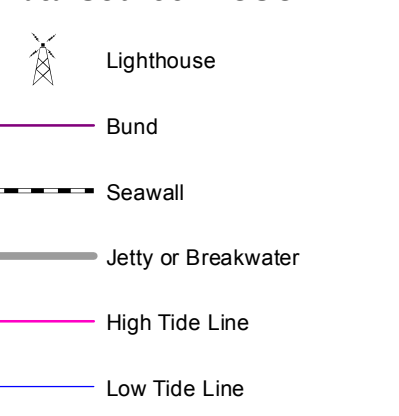 Lighthouse
Bund
Seawall
Jetty or Breakwater
High Tide Line
Low Tide Line